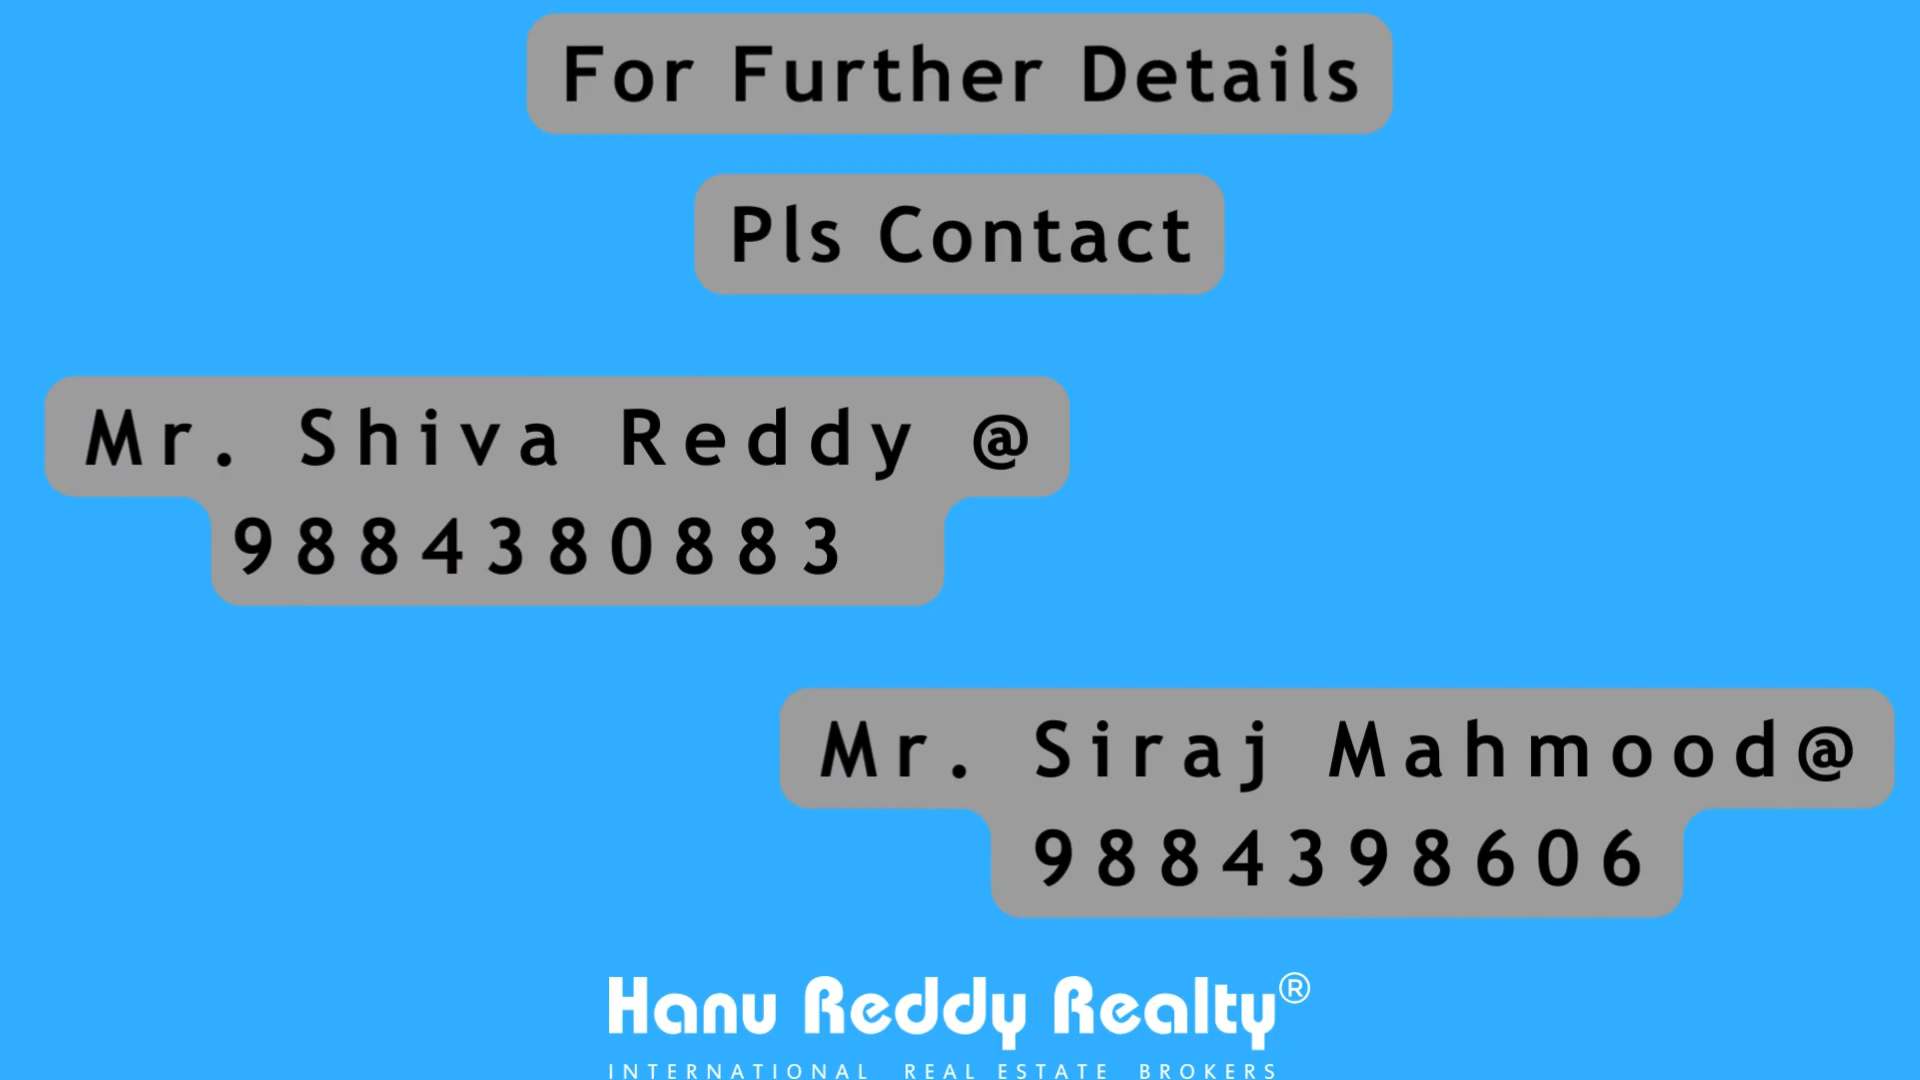 For Further Details
Pls Contact
Mr. Shiva Reddy @
9884380883
Mr. Siraj Mahmood@
9884398606
Hanu Reddy Realty®
INTERNATIONAL REAL ESTATE BROKERS